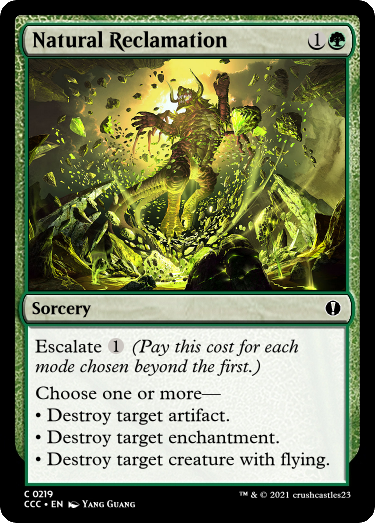 Natural Reclamation 1
Sorcery
Escalate 1 (Pay this cost for each
mode chosen beyond the first.)
Choose one or more—
• Destroy target artifact.
• Destroy target enchantment.
• Destroy target creature with flying.
C 0219
CCC • EN Yang Guang
™ & © 2021 crushcastles23